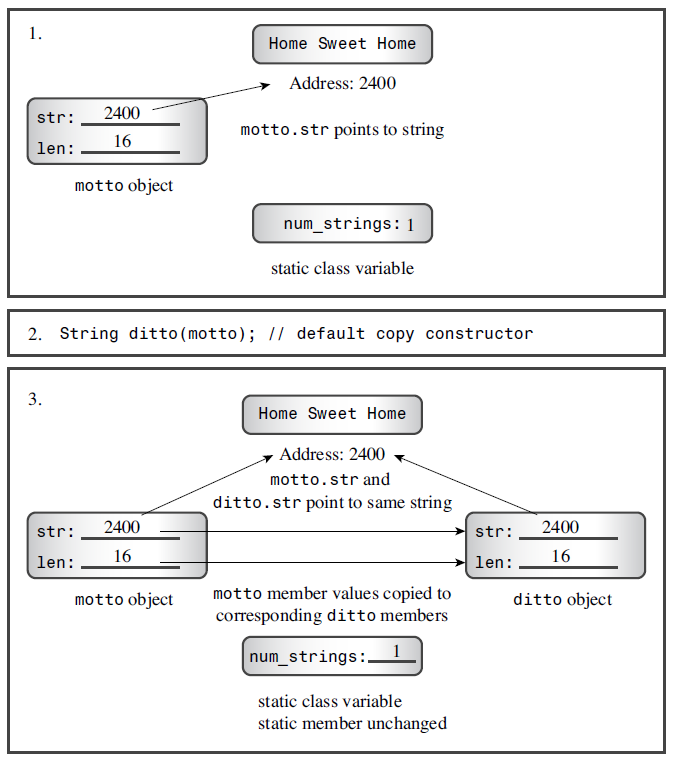 1.
Home Sweet Home
Address: 2400
str: 2400
motto.str points to string
len: 16
motto object
num_strings: 1
static class variable
2. String ditto(motto); // default copy constructor
3.
Home Sweet Home
Address: 2400
motto.str and
ditto.str point to same string
str: 2400
len: 16
motto object
str: 2400
len: 16
ditto object
motto member values copied to
corresponding ditto members
num_strings: 1
static class variable
static member unchanged